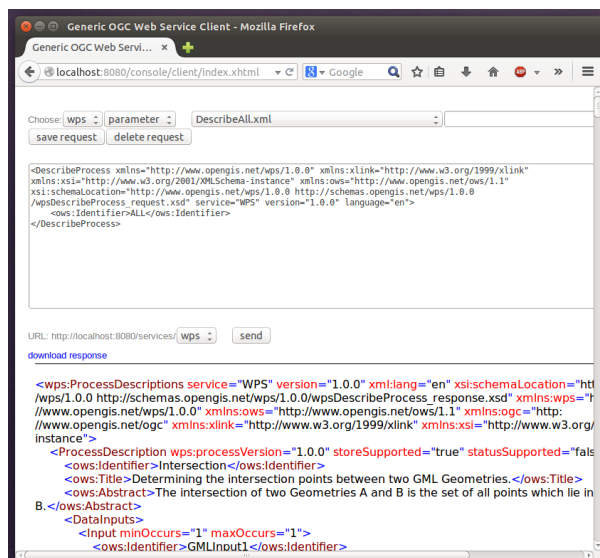 Generic OGC Web Service Client - Mozilla Firefox
Generic OGC Web Servi... ×
localhost:8080/console/client/index.xhtml Google
Choose: wps parameter DescribeAll.xml
save request delete request
<DescribeProcess xmlns="http://www.opengis.net/wps/1.0.0" xmlns:xlink="http://www.w3.org/1999/xlink"
xmlns:xsi="http://www.w3.org/2001/XMLSchema-instance" xmlns:ows="http://www.opengis.net/ows/1.1"
xsi:schemaLocation="http://www.opengis.net/wps/1.0.0 http://schemas.opengis.net/wps/1.0.0
/wpsDescribeProcess_request.xsd" service="WPS" version="1.0.0" language="en">
<ows:Identifier>ALL</ows:Identifier>
</DescribeProcess>
URL: http://localhost:8080/services/ wps send
download response
<wps:ProcessDescriptions service="WPS" version="1.0.0" xml:lang="en" xsi:schemaLocation="htt
/wps/1.0.0 http://schemas.opengis.net/wps/1.0.0/wpsDescribeProcess_response.xsd" xmlns:wps="h
//www.opengis.net/wps/1.0.0" xmlns:ows="http://www.opengis.net/ows/1.1" xmlns:ogc="http:
//www.opengis.net/ogc" xmlns:xlink="http://www.w3.org/1999/xlink" xmlns:xsi="http://www.w3.org/
instance">
<ProcessDescription wps:processVersion="1.0.0" storeSupported="true" statusSupported="fals
<ows:Identifier>Intersection</ows:Identifier>
<ows:Title>Determining the intersection points between two GML Geometries.</ows:Title>
<ows:Abstract>The intersection of two Geometries A and B is the set of all points which lie in
B.</ows:Abstract>
<DataInputs>
<Input minOccurs="1" maxOccurs="1">
<ows:Identifier>GMLInput1</ows:Identifier>